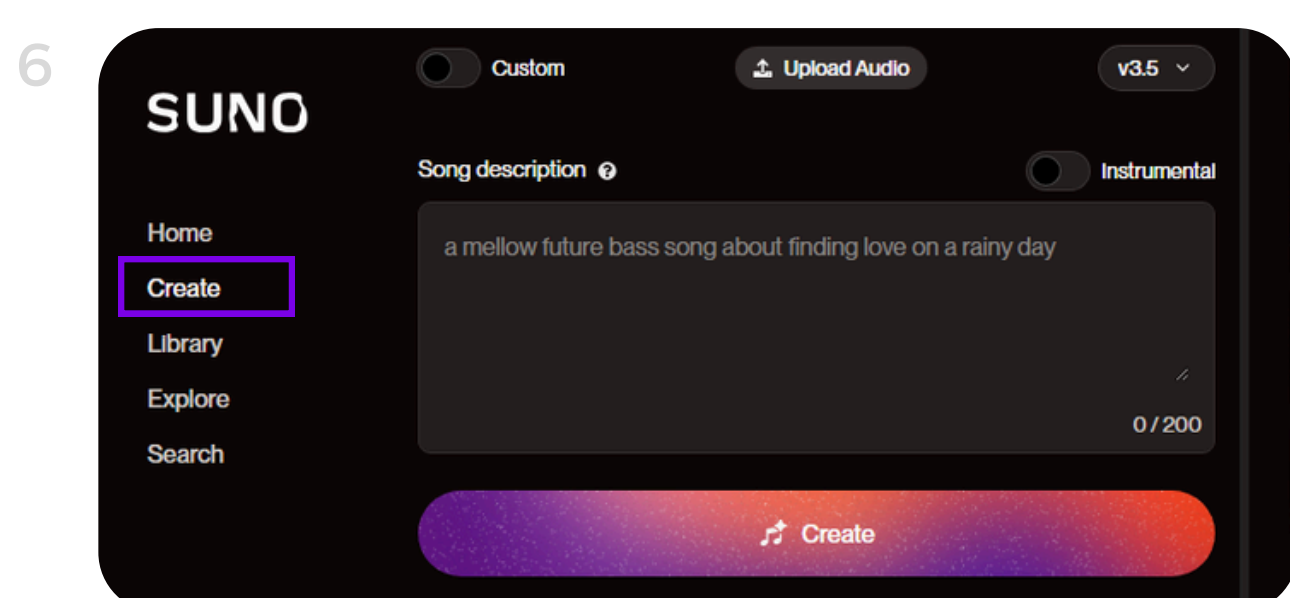 6
Custom
Upload Audio
v3.5
SUNO
Song description
Instrumental
Home
a mellow future bass song about finding love on a rainy day
Create
Library
Explore
0 / 200
Search
Create